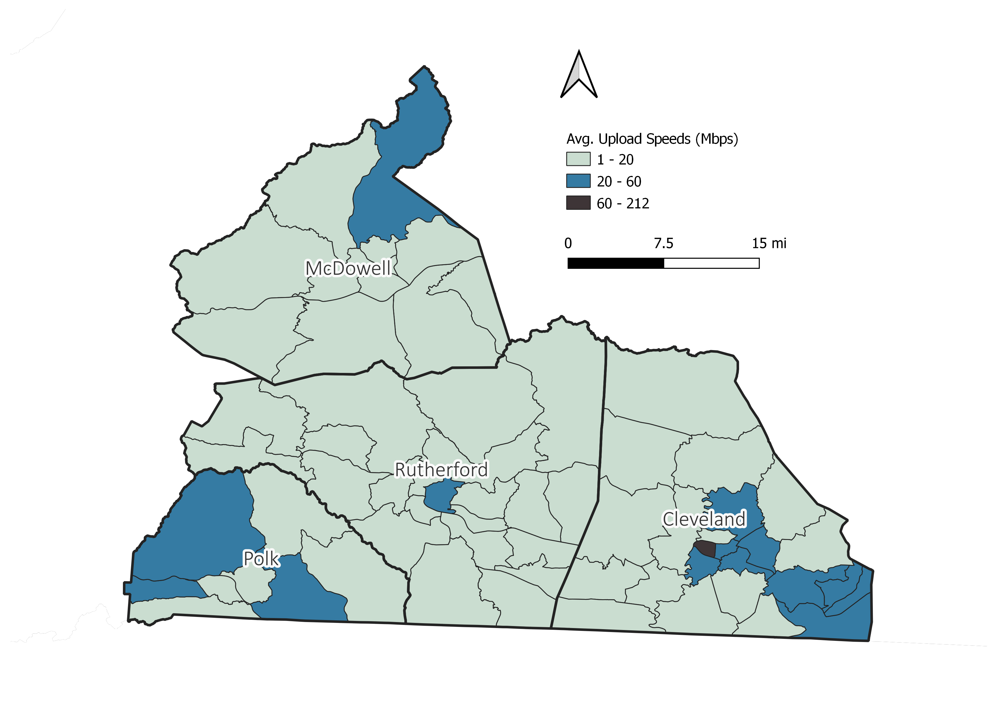 Avg. Upload Speeds (Mbps)
1 - 20
20 - 60
60 - 212
0 7.5 15 mi
McDowell
Rutherford
Cleveland
Polk